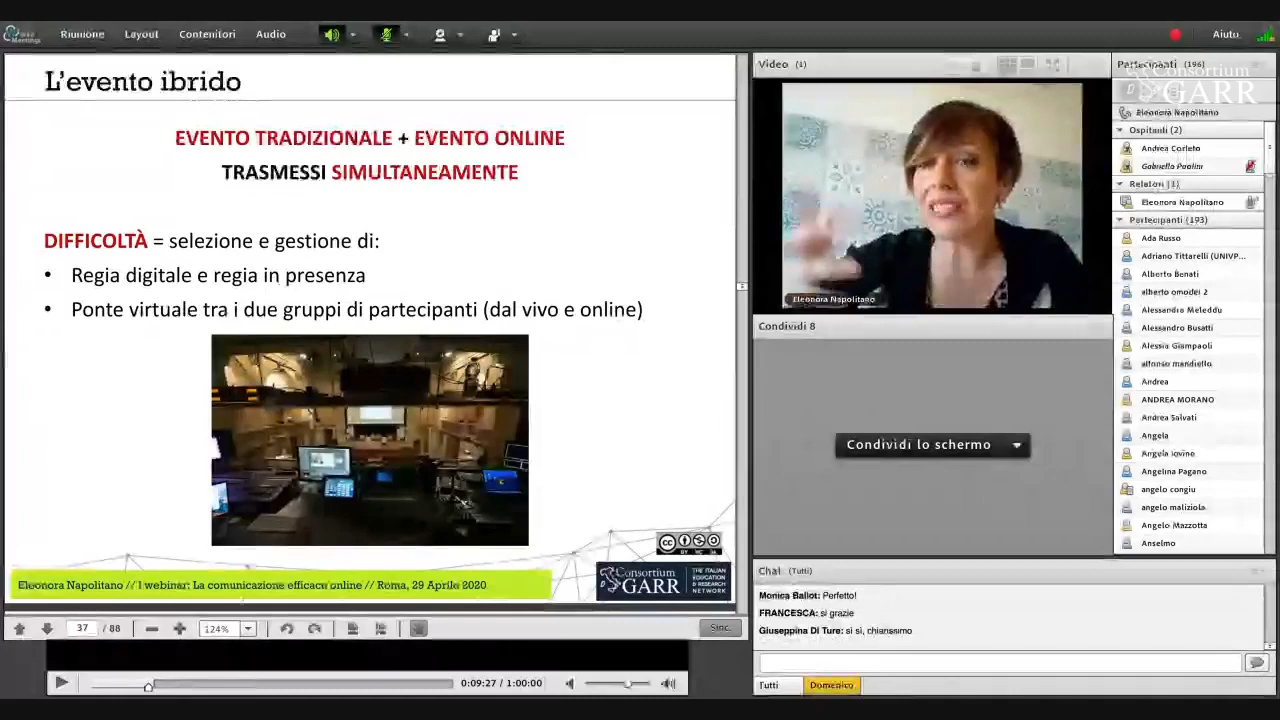 Riunione Layout Contenitori Audio Aiuto
L'evento ibrido
EVENTO TRADIZIONALE + EVENTO ONLINE
TRASMESSI SIMULTANEAMENTE
DIFFICOLTÀ = selezione e gestione di:
• Regia digitale e regia in presenza
• Ponte virtuale tra i due gruppi di partecipanti (dal vivo e online)
Consortium
GARR
THE ITALIAN
EDUCATION
& RESEARCH
NETWORK
Eleonora Napolitano // I webinar: La comunicazione efficace online // Roma, 29 Aprile 2020
37 / 88
124%
Sinc.
0:09:27 / 1:00:00
Video (1)
Eleonora Napolitano
Condividi 8
Condividi lo schermo
Partecipanti (196)
Consortium
GARR
Eleonora Napolitano
Ospitanti (2)
Andrea Corleto
Gabriella Paolini
Relatori (1)
Eleonora Napolitano
Partecipanti (193)
Ada Russo
Adriano Tittarelli (UNIVP...
Alberto Benati
alberto omodei 2
Alessandra Meleddu
Alessandro Busatti
Alessia Giampaoli
alfonso mandiello
Andrea
ANDREA MORANO
Andrea Salvati
Angela
Angela Iovine
Angelina Pagano
angelo congiu
angelo maliziola
Angelo Mazzotta
Anselmo
Chat (Tutti)
Monica Ballot: Perfetto!
FRANCESCA: si grazie
Giuseppina Di Ture: si sì, chiarissimo
Tutti Domenico